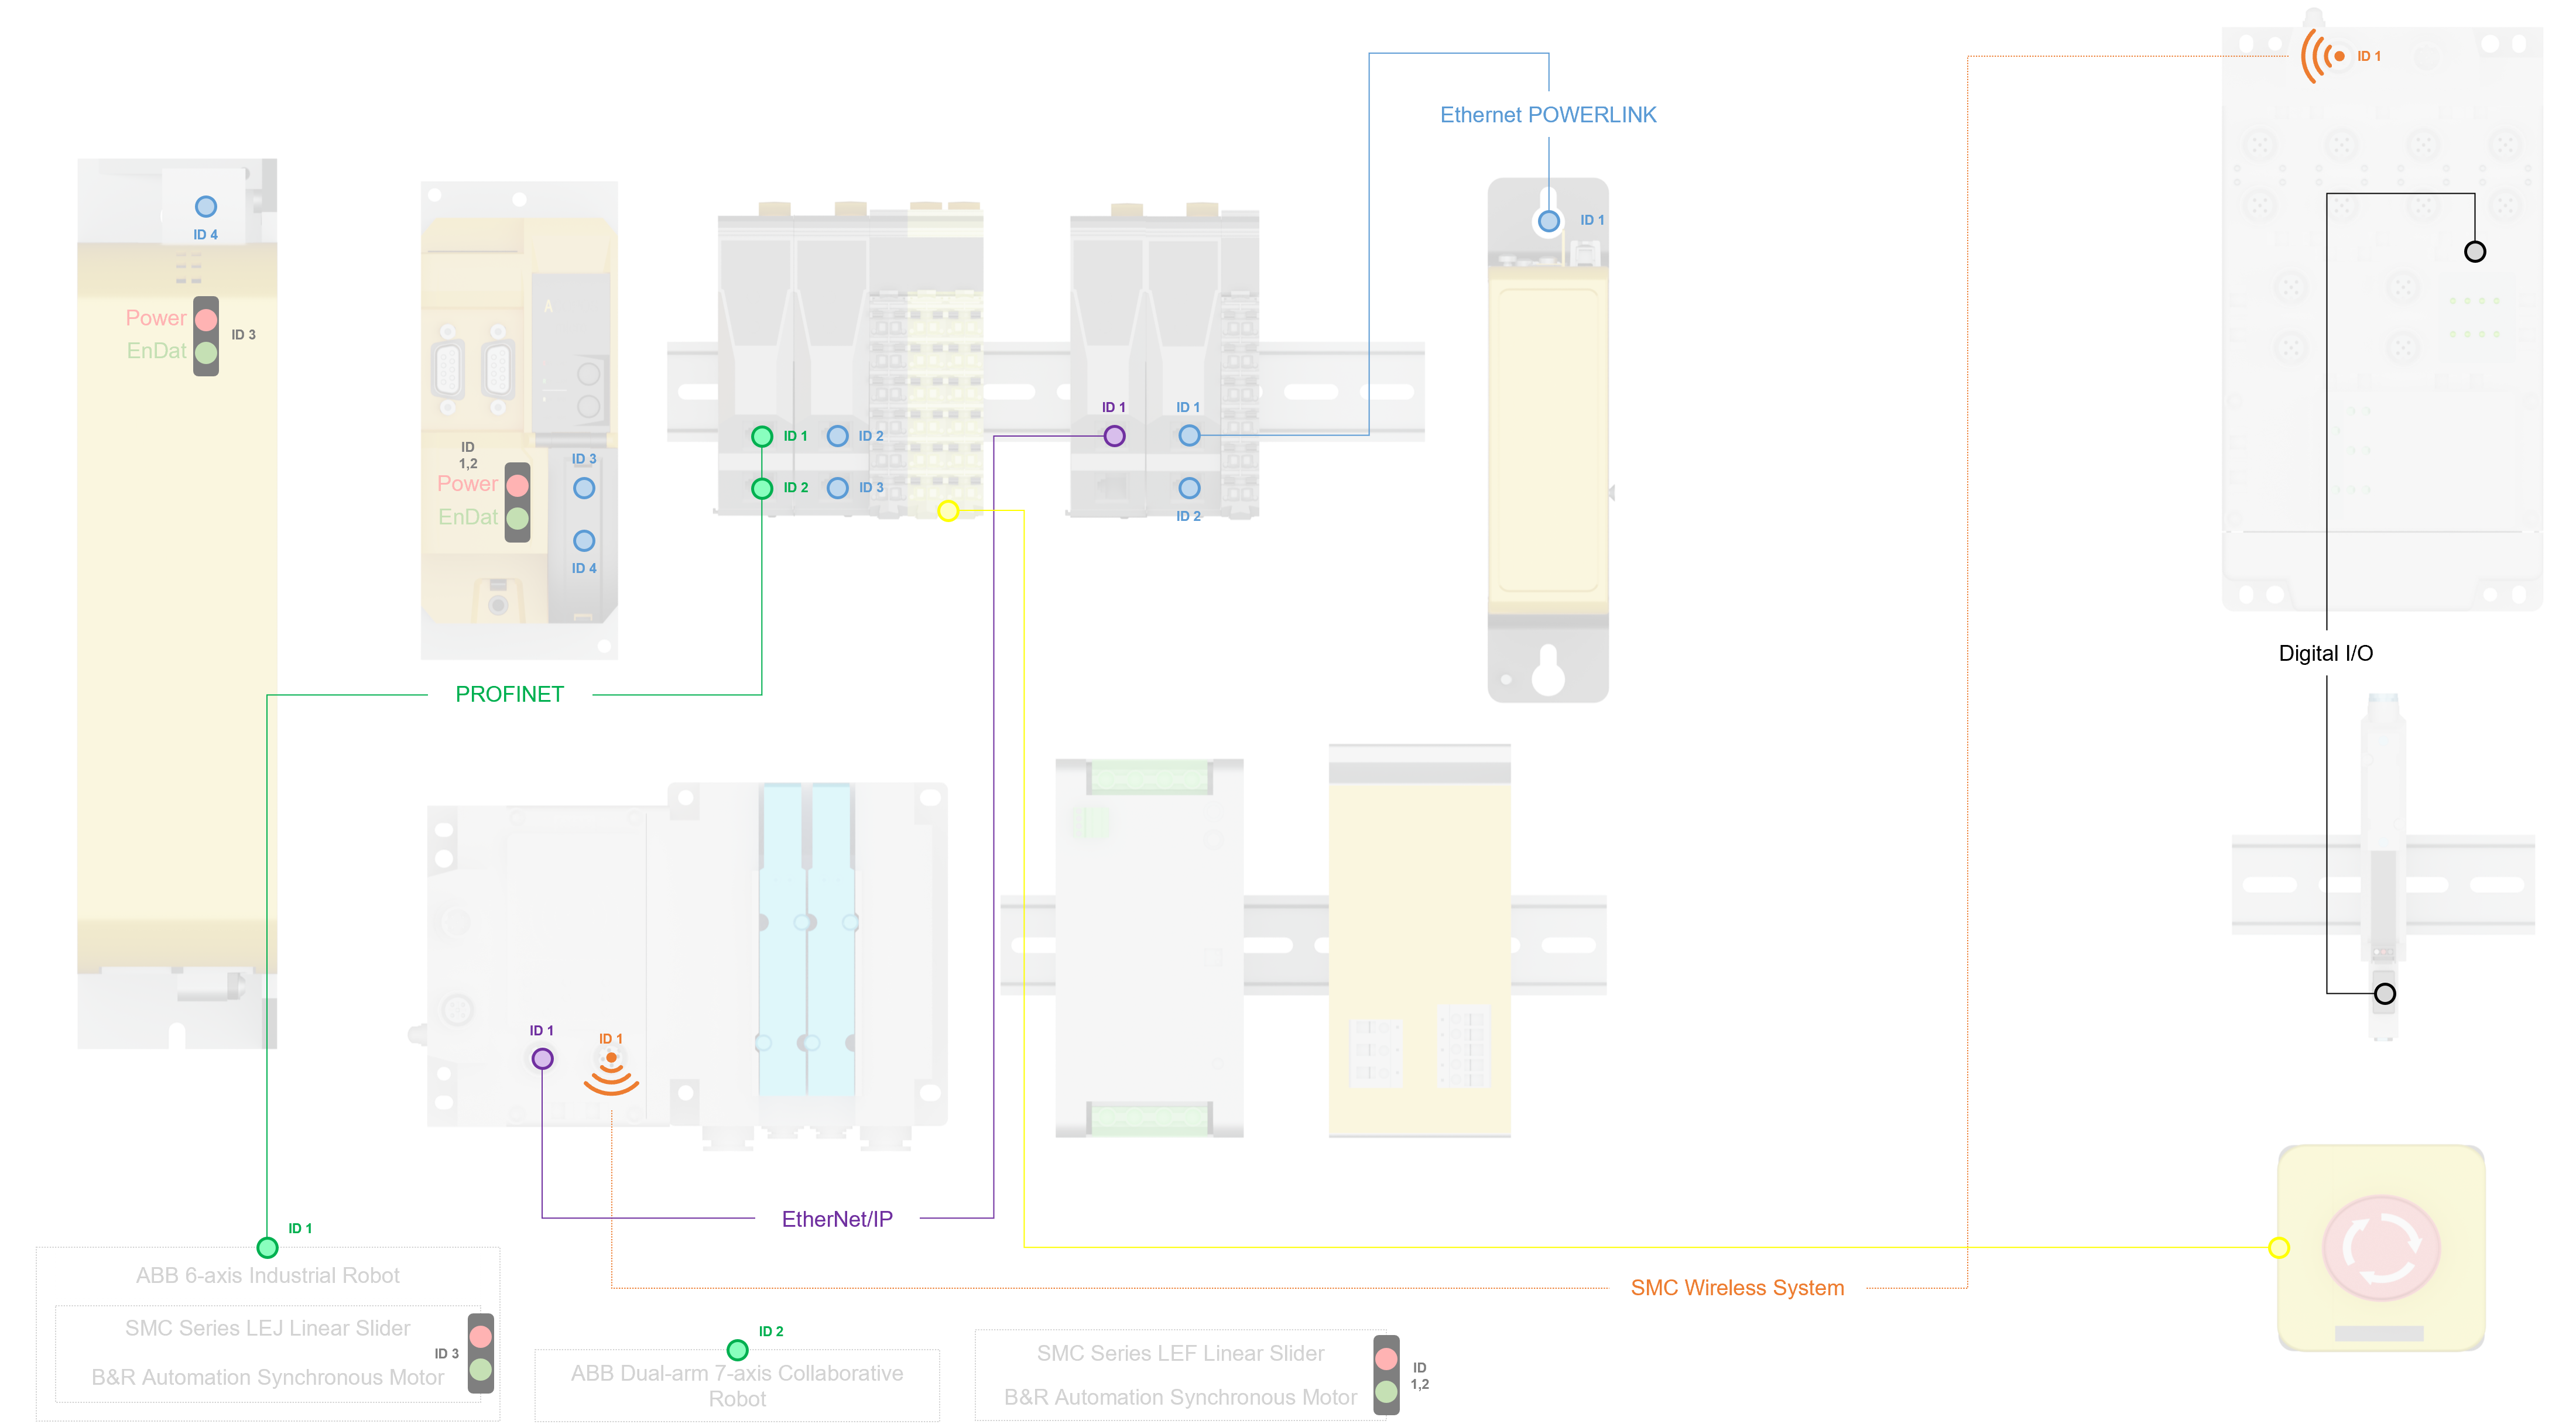 ID 1
Ethernet POWERLINK
ID 4
ID 1
Power
EnDat
ID 3
A
ID
1,2
Power
EnDat
ID 3
ID 4
ID 1
ID 2
ID 2
ID 3
ID 1
ID 1
ID 2
Digital I/O
PROFINET
ID 1
ID 1
EtherNet/IP
ID 1
ABB 6-axis Industrial Robot
SMC Series LEJ Linear Slider
ID 3
B&R Automation Synchronous Motor
SMC Wireless System
ID 2
ABB Dual-arm 7-axis Collaborative
Robot
SMC Series LEF Linear Slider
B&R Automation Synchronous Motor
ID
1,2